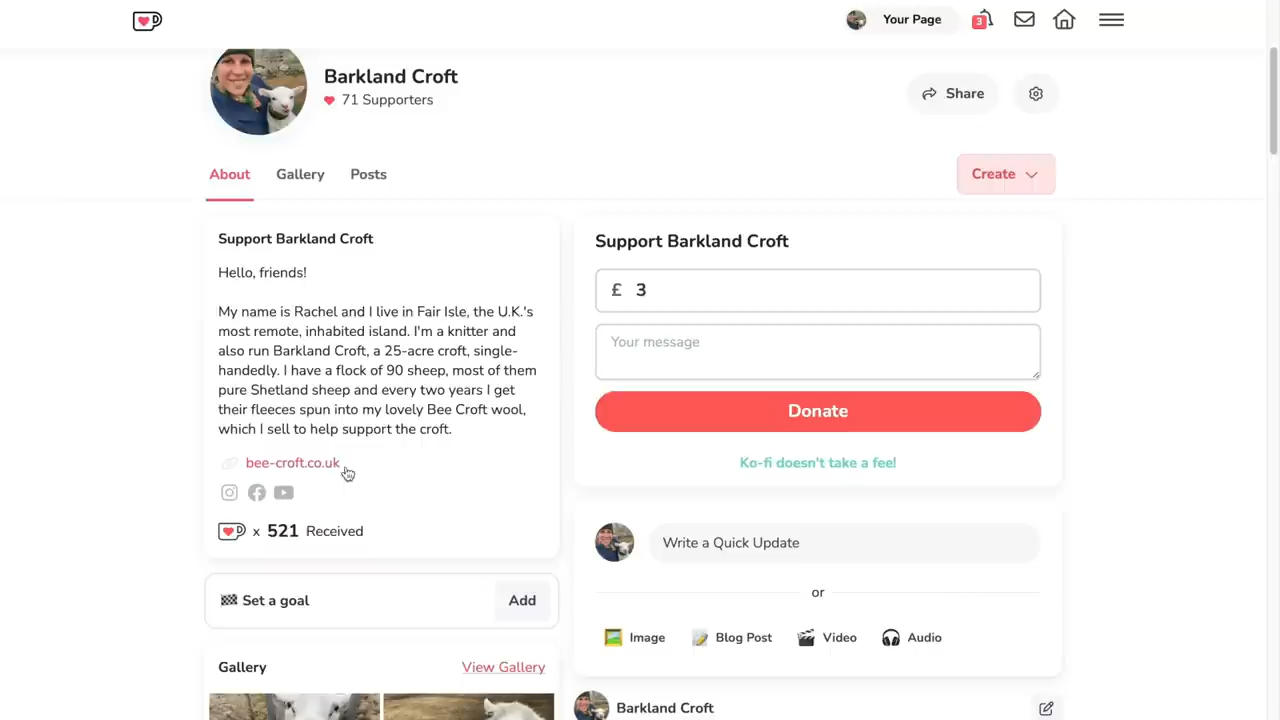 Your Page
3
Barkland Croft
71 Supporters
Share
About
Gallery
Posts
Create
Support Barkland Croft
Hello, friends!
My name is Rachel and I live in Fair Isle, the U.K.'s
most remote, inhabited island. I'm a knitter and
also run Barkland Croft, a 25-acre croft, single-
handedly. I have a flock of 90 sheep, most of them
pure Shetland sheep and every two years I get
their fleeces spun into my lovely Bee Croft wool,
which I sell to help support the croft.
bee-croft.co.uk
x 521 Received
Set a goal
Add
Gallery
View Gallery
Support Barkland Croft
£ 3
Your message
Donate
Ko-fi doesn't take a fee!
Write a Quick Update
or
Image
Blog Post
Video
Audio
Barkland Croft